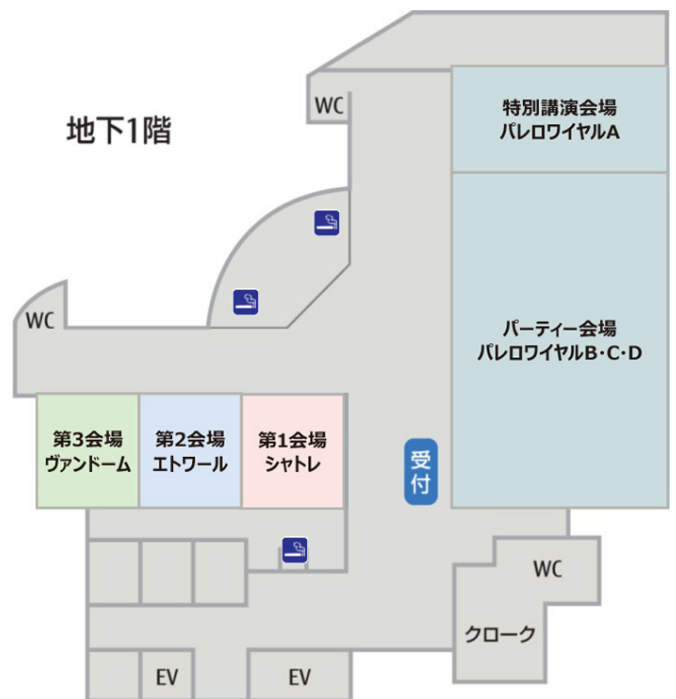 地下1階
WC
特別講演会場
パレロワイヤルA
WC
パーティー会場
パレロワイヤルB・C・D
第3会場
ヴァンドーム
第2会場
エトワール
第1会場
シャトレ
受
付
WC
クローク
EV
EV